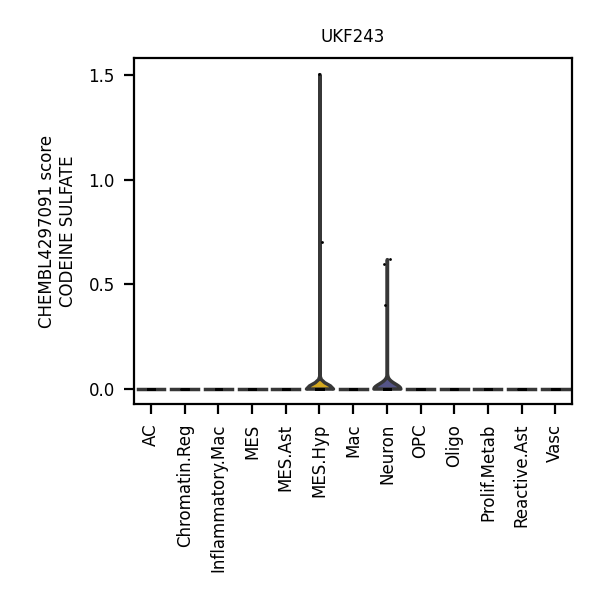 UKF243
CHEMBL4297091 score
CODEINE SULFATE
1.5
1.0
0.5
0.0
AC
Chromatin.Reg
Inflammatory.Mac
MES
MES.Ast
MES.Hyp
Mac
Neuron
OPC
Oligo
Prolif.Metab
Reactive.Ast
Vasc